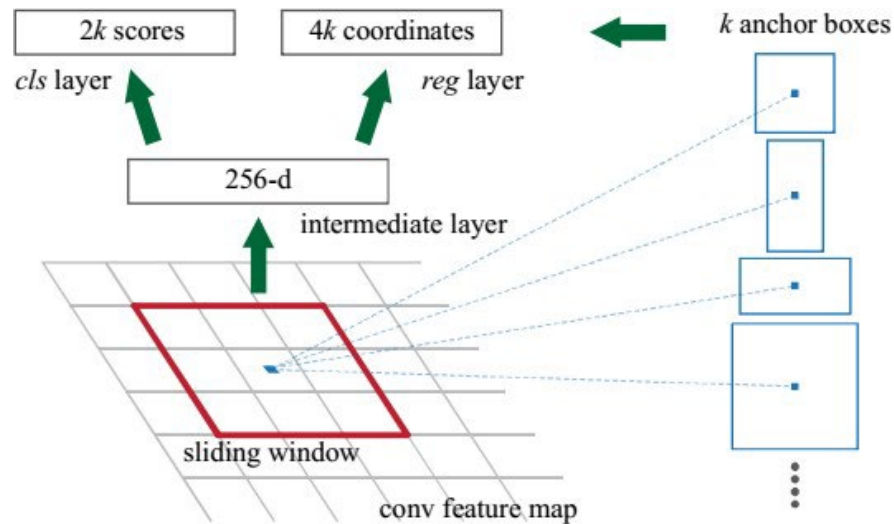 2k scores
4k coordinates
k anchor boxes
cls layer
reg layer
256-d
intermediate layer
sliding window
conv feature map